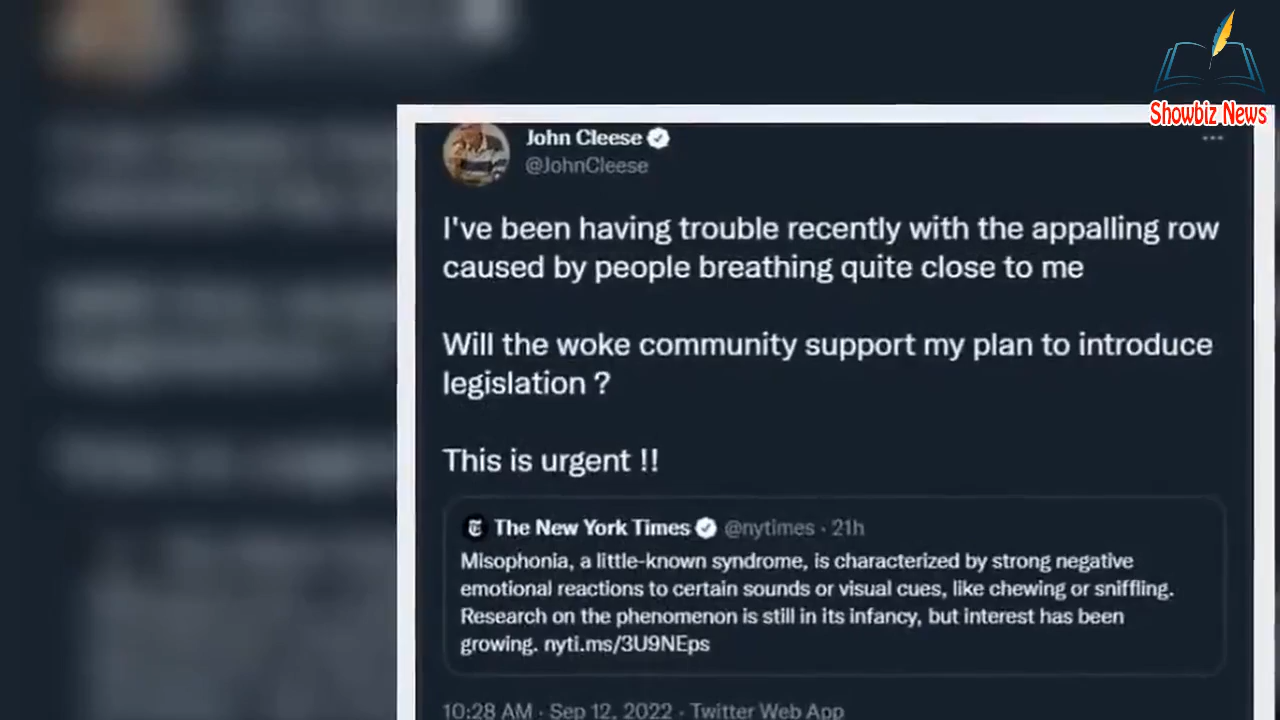 Showbiz News
John Cleese
@JohnCleese
I've been having trouble recently with the appalling row
caused by people breathing quite close to me
Will the woke community support my plan to introduce
legislation ?
This is urgent !!
The New York Times @nytimes · 21h
Misophonia, a little-known syndrome, is characterized by strong negative
emotional reactions to certain sounds or visual cues, like chewing or sniffling.
Research on the phenomenon is still in its infancy, but interest has been
growing. nyti.ms/3U9NEps
10:28 AM · Sep 12, 2022 · Twitter Web App